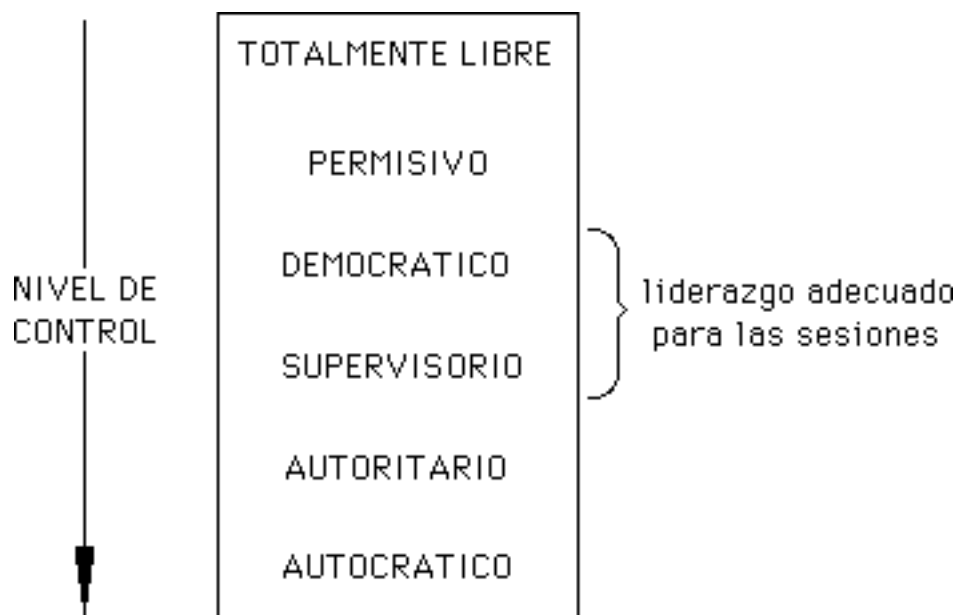 TOTALMENTE LIBRE
PERMISIVO
DEMOCRATICO
SUPERVISORIO
AUTORITARIO
AUTOCRATICO
NIVEL DE
CONTROL
liderazgo adecuado
para las sesiones